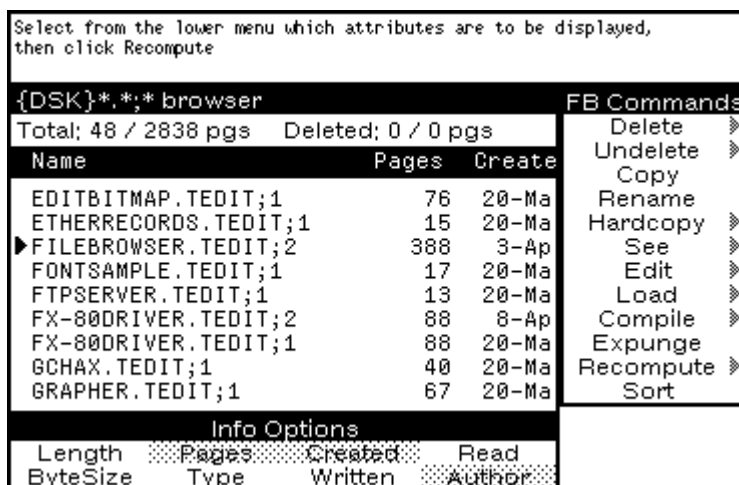 Select from the lower menu which attributes are to be displayed,
then click Recompute
{DSK}*.*;* browser
Total: 48 / 2838 pgs Deleted: 0 / 0 pgs
Name Pages Create
EDITBITMAP.TEDIT;1 76 20-Ma
ETHERRECORDS.TEDIT;1 15 20-Ma
FILEBROWSER.TEDIT;2 388 3-Ap
FONTSAMPLE.TEDIT;1 17 20-Ma
FTPSERVER.TEDIT;1 13 20-Ma
FX-80DRIVER.TEDIT;2 88 8-Ap
FX-80DRIVER.TEDIT;1 88 20-Ma
GCHAX.TEDIT;1 40 20-Ma
GRAPHER.TEDIT;1 67 20-Ma
FB Commands
Delete
Undelete
Copy
Rename
Hardcopy
See
Edit
Load
Compile
Expunge
Recompute
Sort
Info Options
Length Pages Created Read
ByteSize Type Written Author